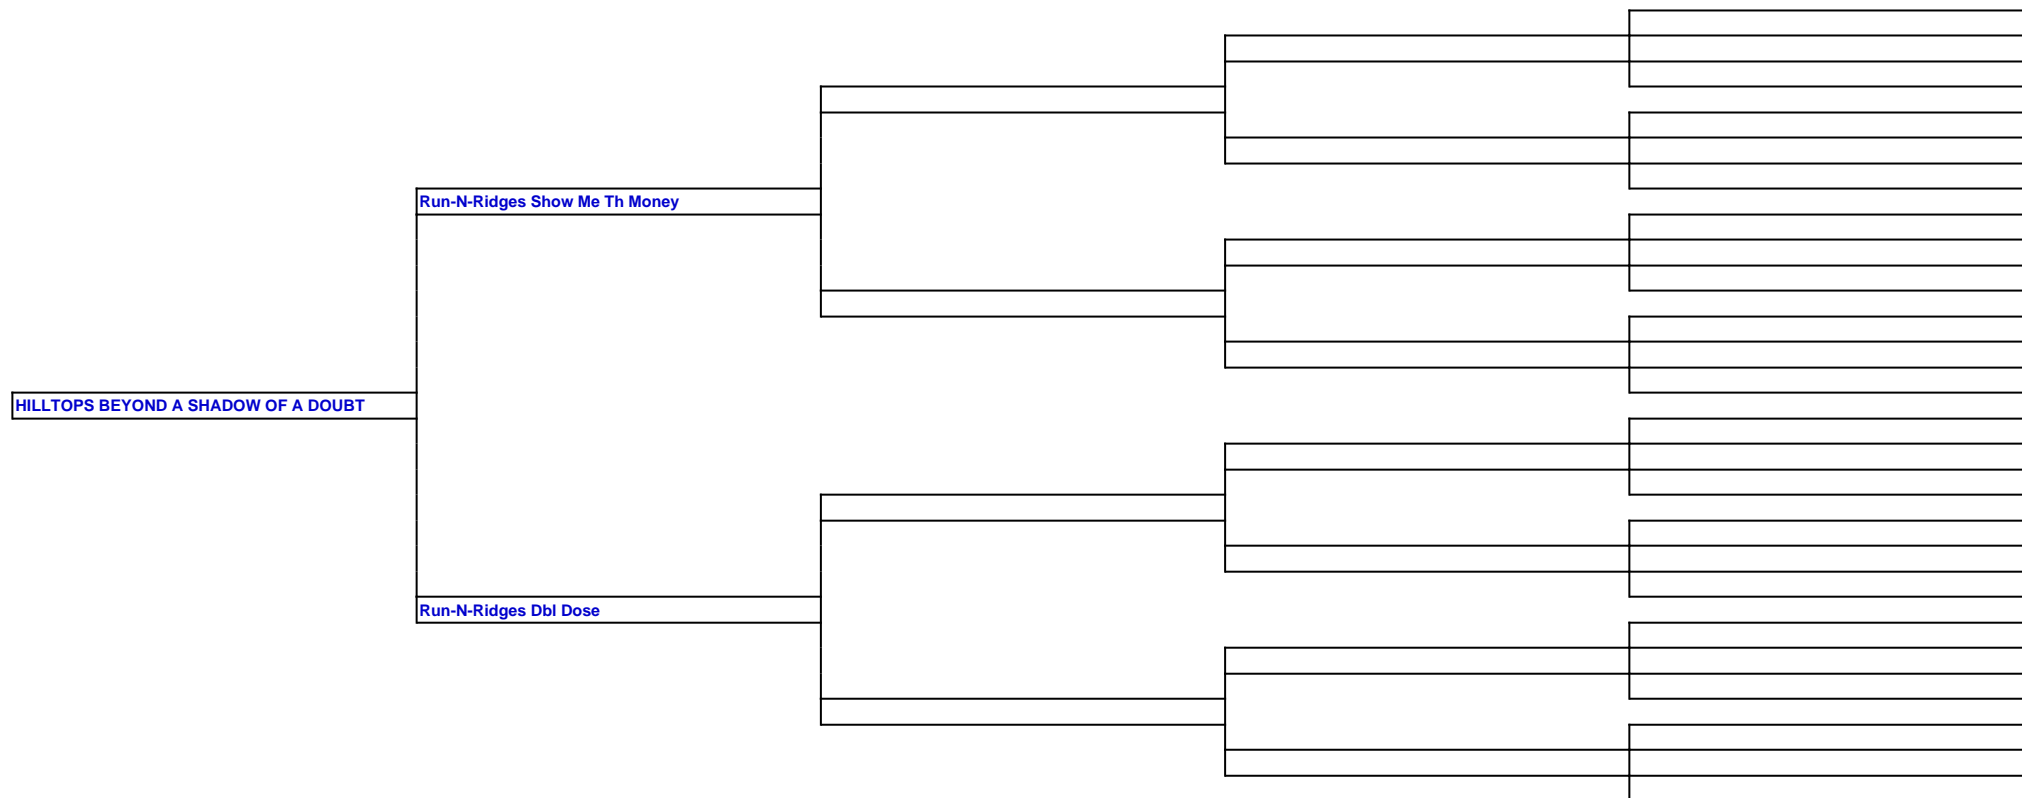 Run-N-Ridges Show Me Th Money
HILLTOPS BEYOND A SHADOW OF A DOUBT
Run-N-Ridges Dbl Dose